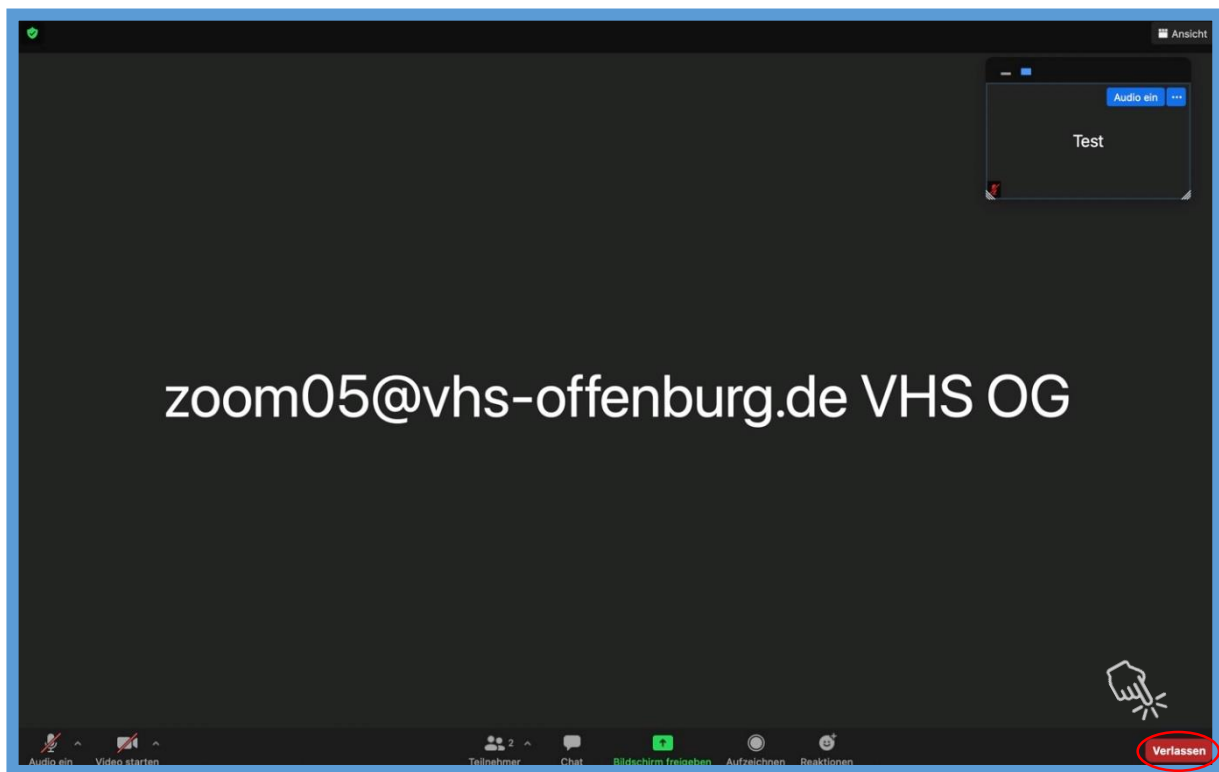 Ansicht
Audio ein
Test
zoom05@vhs-offenburg.de VHS OG
Audio ein
Video starten
2
Teilnehmer
Chat
Bildschirm freigeben
Aufzeichnen
Reaktionen
Verlassen